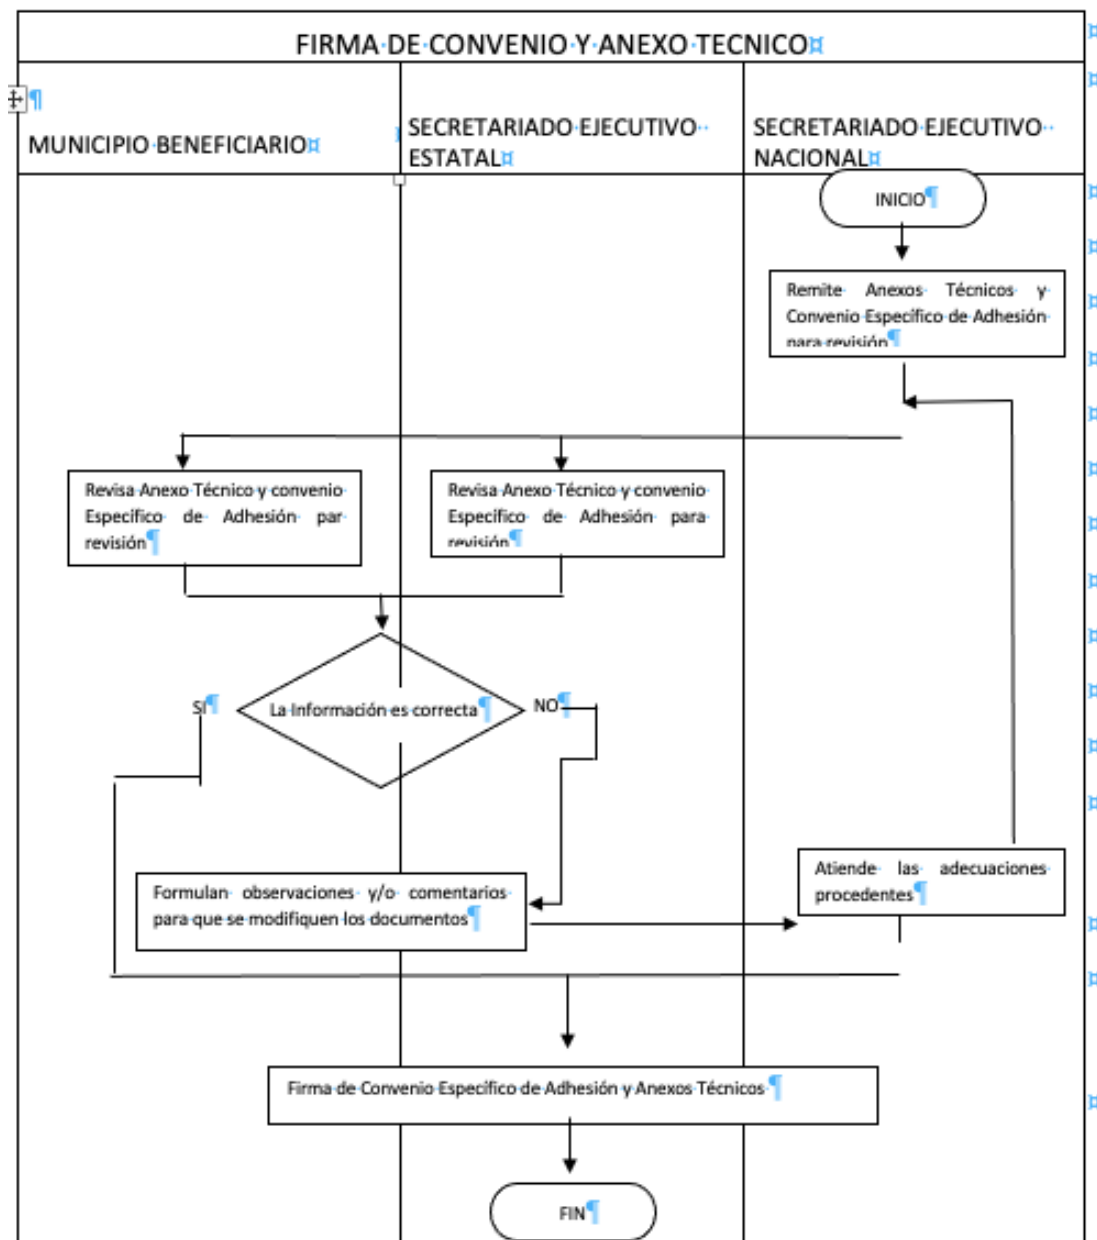 FIRMA DE CONVENIO Y ANEXO TECNICO
MUNICIPIO BENEFICIARIO
SECRETARIADO EJECUTIVO
ESTATAL
SECRETARIADO EJECUTIVO
NACIONAL
INICIO
Remite Anexos Técnicos y
Convenio Específico de Adhesión
para revisión
Revisa Anexo Técnico y convenio
Específico de Adhesión par
revisión
Revisa Anexo Técnico y convenio
Específico de Adhesión para
revisión
SI
La Información es correcta
NO
Formulan observaciones y/o comentarios
para que se modifiquen los documentos
Atiende las adecuaciones
procedentes
Firma de Convenio Específico de Adhesión y Anexos Técnicos
FIN